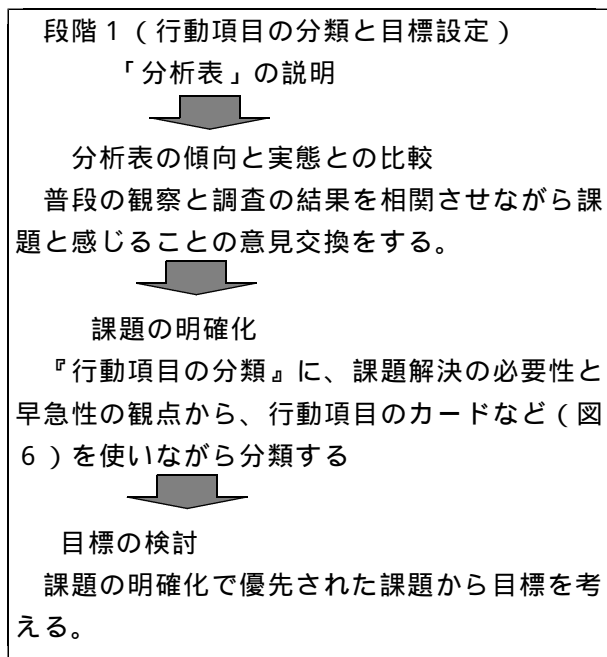 段階1（行動項目の分類と目標設定）
「分析表」の説明
分析表の傾向と実態との比較
普段の観察と調査の結果を相関させながら課
題と感じることの意見交換をする。
課題の明確化
『行動項目の分類』に、課題解決の必要性と
早急性の観点から、行動項目のカードなど（図
6）を使いながら分類する
目標の検討
課題の明確化で優先された課題から目標を考
える。